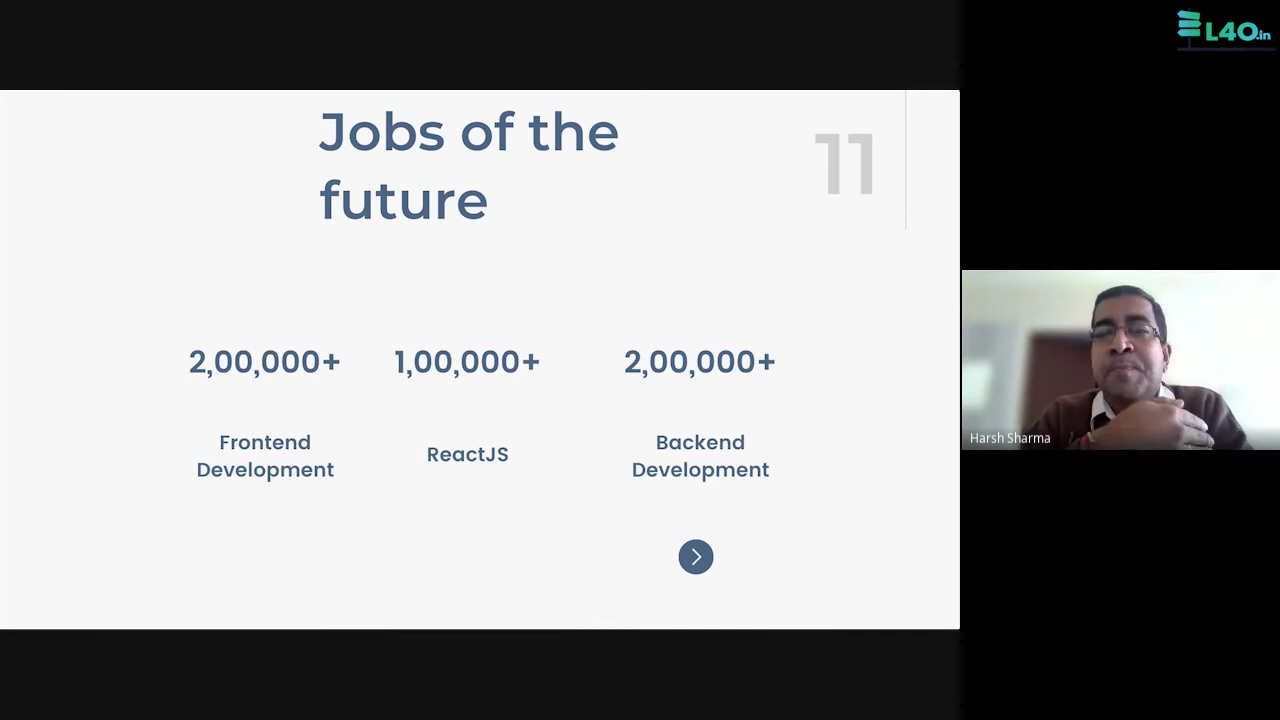 L4O.in
Jobs of the
future
11
2,00,000+
1,00,000+
2,00,000+
Frontend
Development
ReactJS
Backend
Development
Harsh Sharma